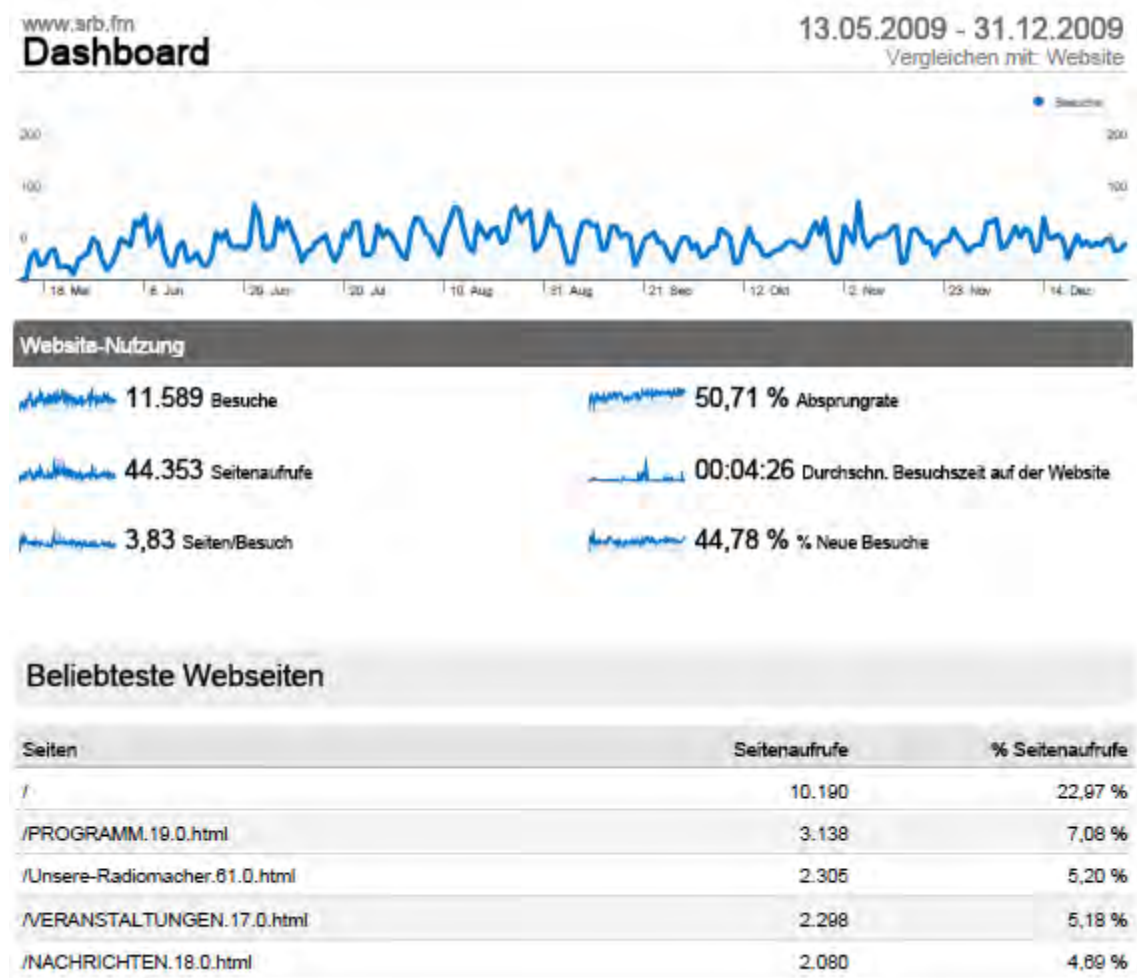 www.srb.fm
Dashboard
13.05.2009 - 31.12.2009
Vergleichen mit: Website
Besuche
200 200
100 100
0
18. Mai 8. Jun 29. Jun 20. Jul 10. Aug 31. Aug 21. Sep 12. Okt 2. Nov 23. Nov 14. Dez
Website-Nutzung
11.589 Besuche
50,71 % Absprungrate
44.353 Seitenaufrufe
00:04:26 Durchschn. Besuchszeit auf der Website
3,83 Seiten/Besuch
44,78 % % Neue Besuche
Beliebteste Webseiten
Seiten Seitenaufrufe % Seitenaufrufe
/ 10.190 22,97 %
/PROGRAMM.19.0.html 3.138 7,08 %
/Unsere-Radiomacher.61.0.html 2.305 5,20 %
/VERANSTALTUNGEN.17.0.html 2.298 5,18 %
/NACHRICHTEN.18.0.html 2.080 4,69 %